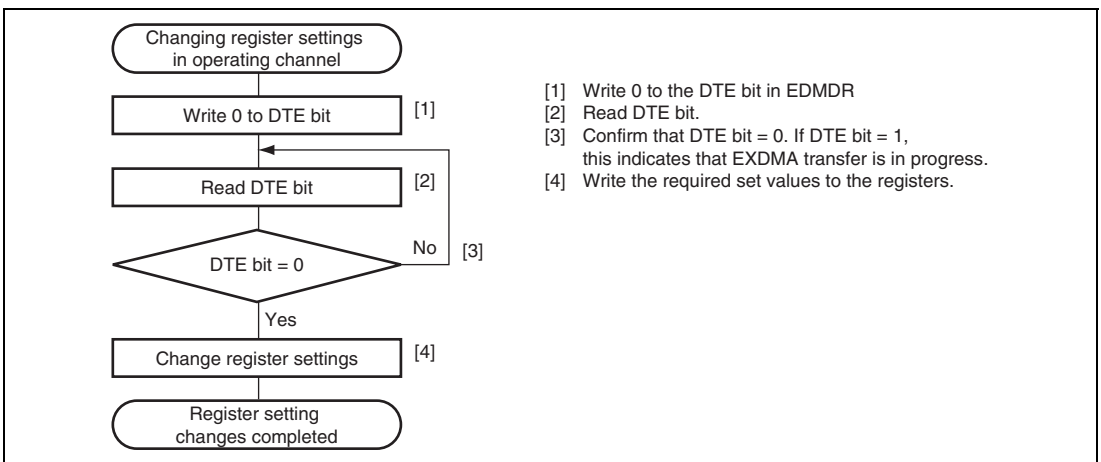 Changing register settings
in operating channel
Write 0 to DTE bit
[1]
Read DTE bit
[2]
No
[3]
DTE bit = 0
Yes
Change register settings
[4]
Register setting
changes completed
[1] Write 0 to the DTE bit in EDMDR
[2] Read DTE bit.
[3] Confirm that DTE bit = 0. If DTE bit = 1,
this indicates that EXDMA transfer is in progress.
[4] Write the required set values to the registers.